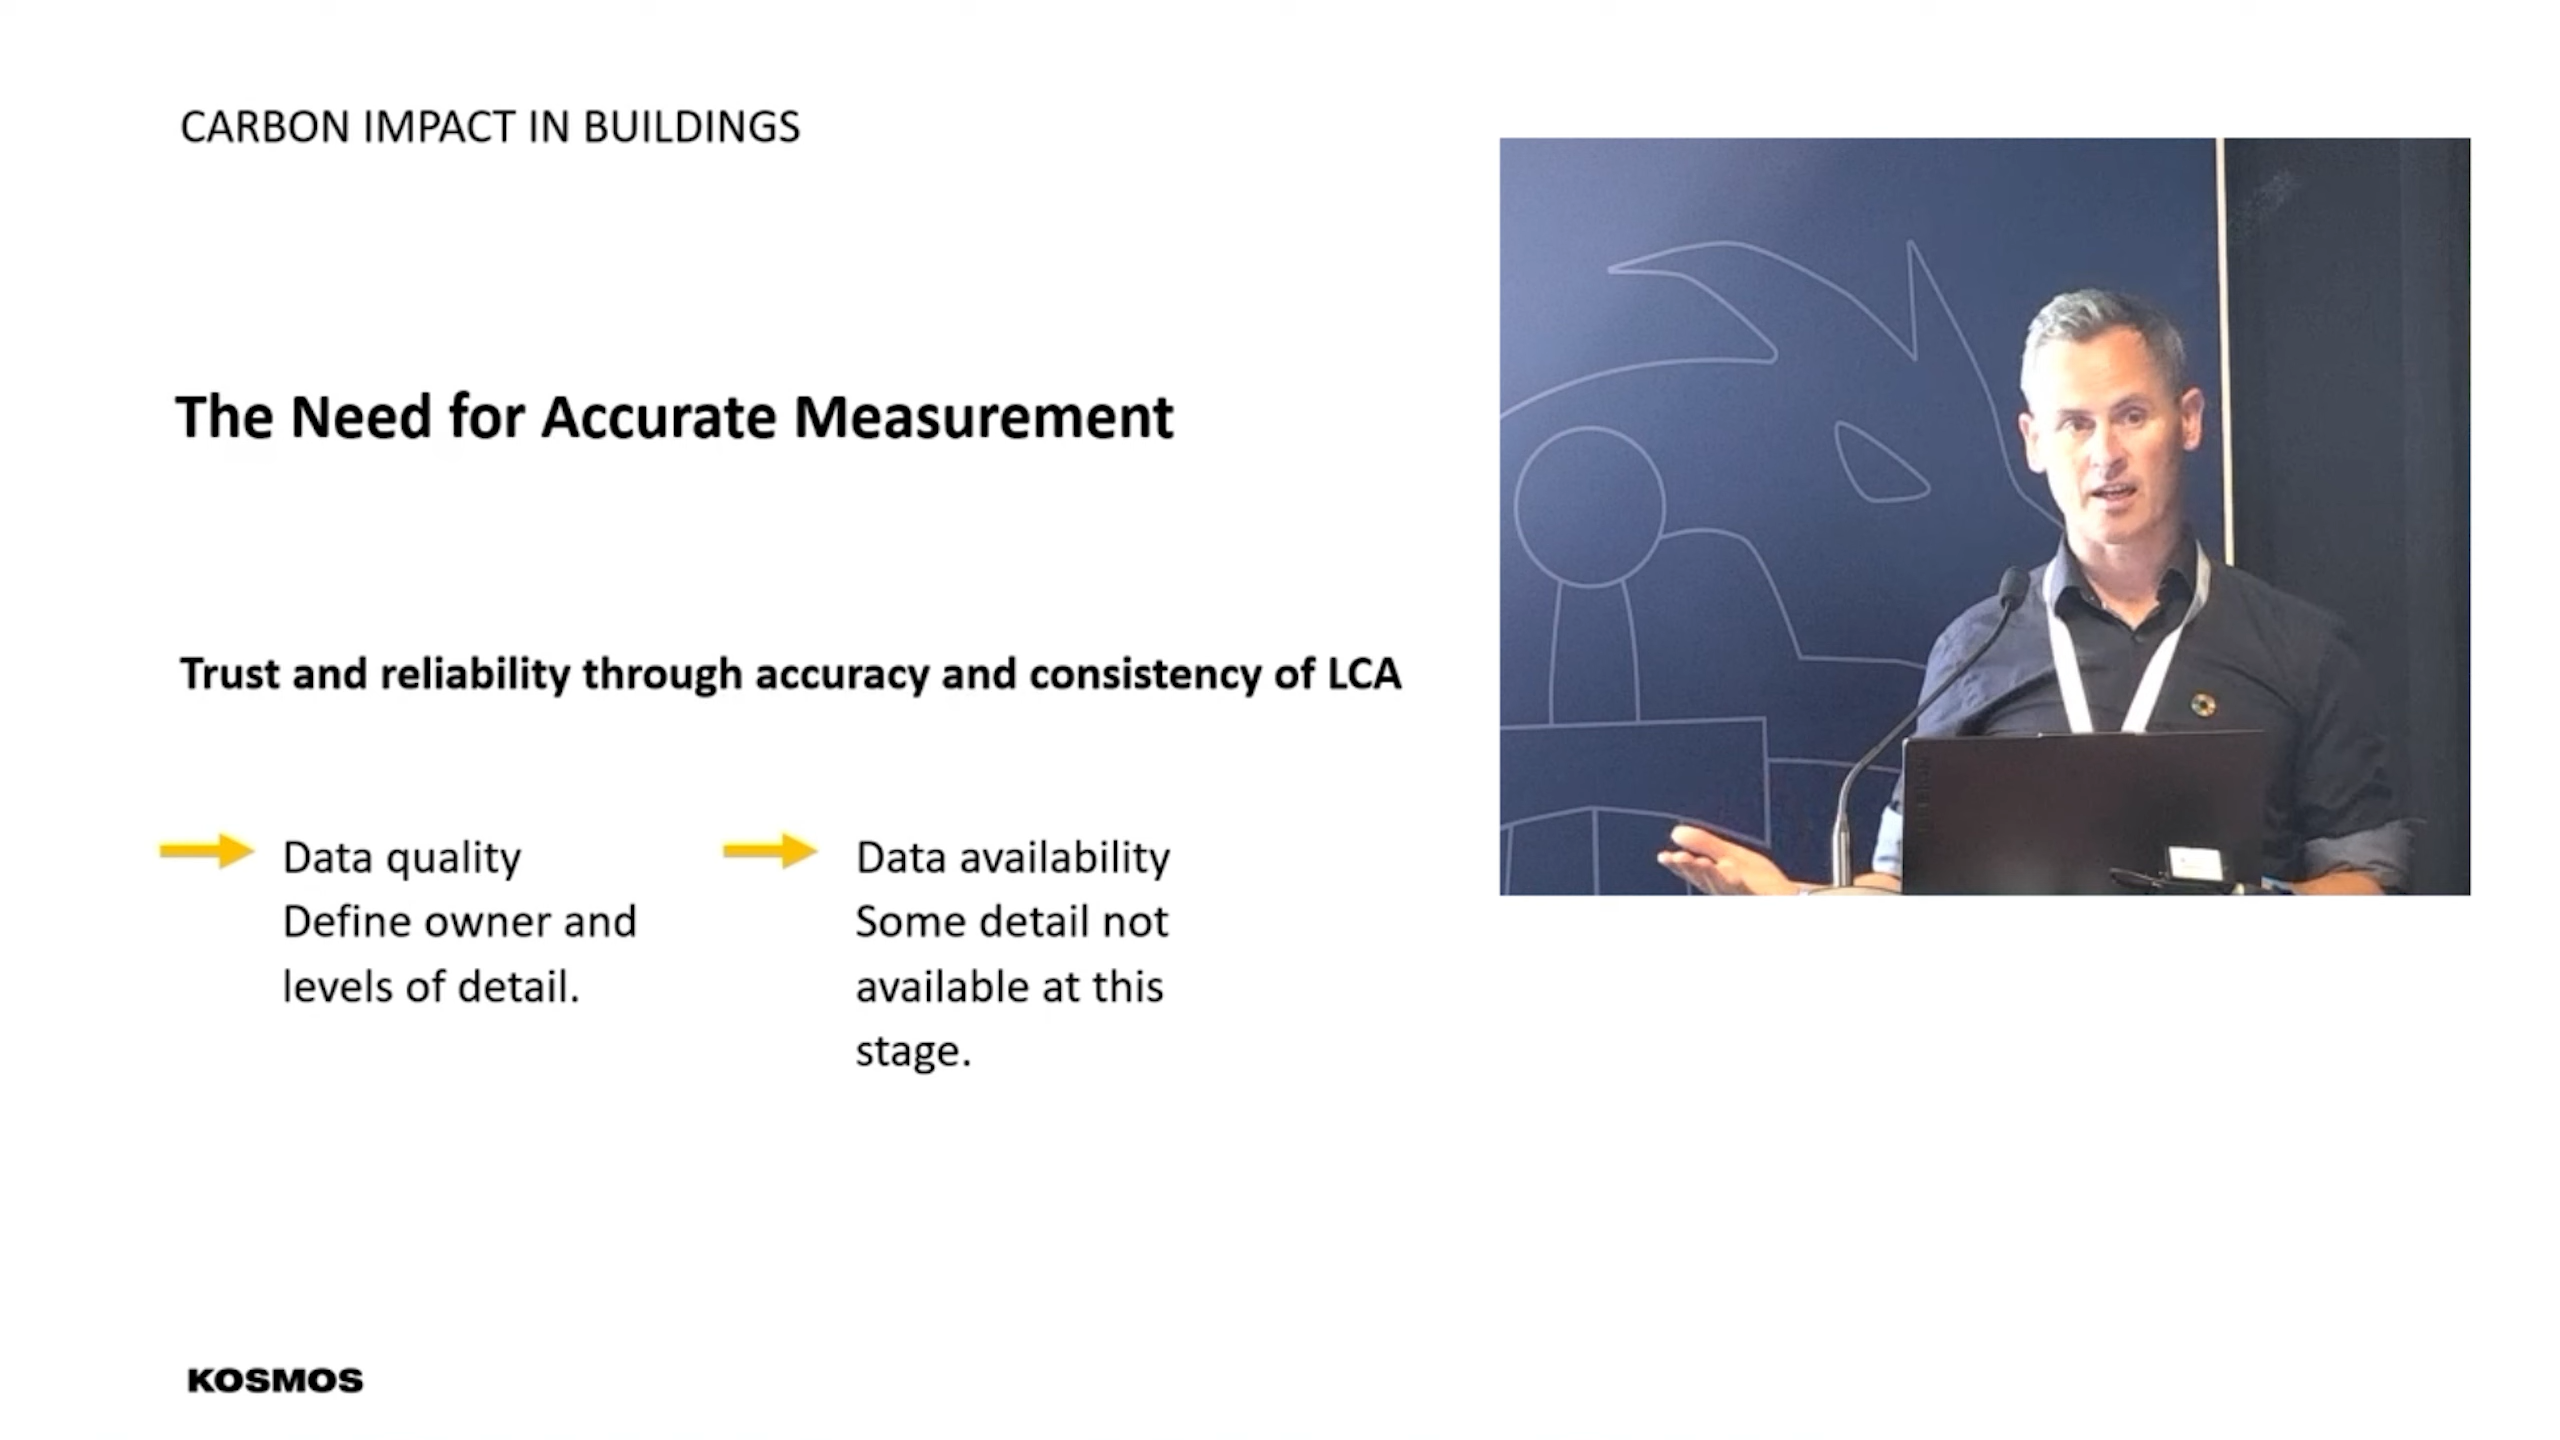 CARBON IMPACT IN BUILDINGS
The Need for Accurate Measurement
Trust and reliability through accuracy and consistency of LCA
Data quality
Define owner and
levels of detail.
Data availability
Some detail not
available at this
stage.
KOSMOS